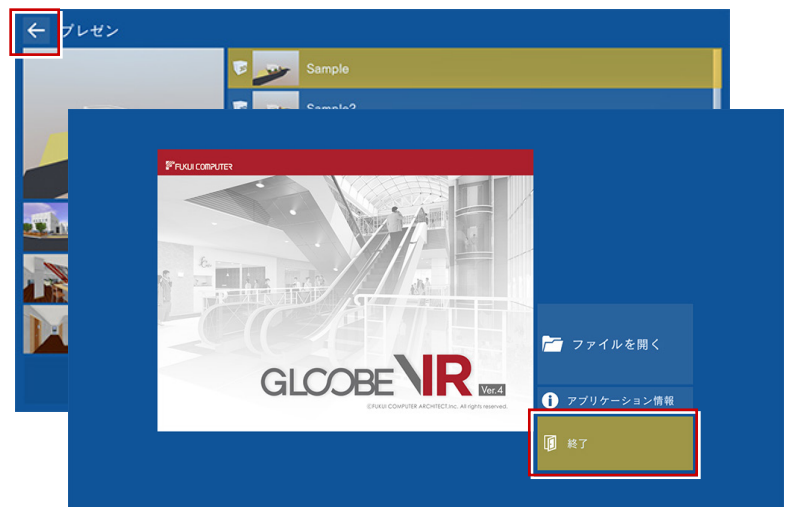 プレゼン
Sample
Sample2
FUKUI COMPUTER
GLOOBE VR
Ver.4
©FUKUI COMPUTER ARCHITECT,Inc. All rights reserved.
ファイルを開く
アプリケーション情報
終了